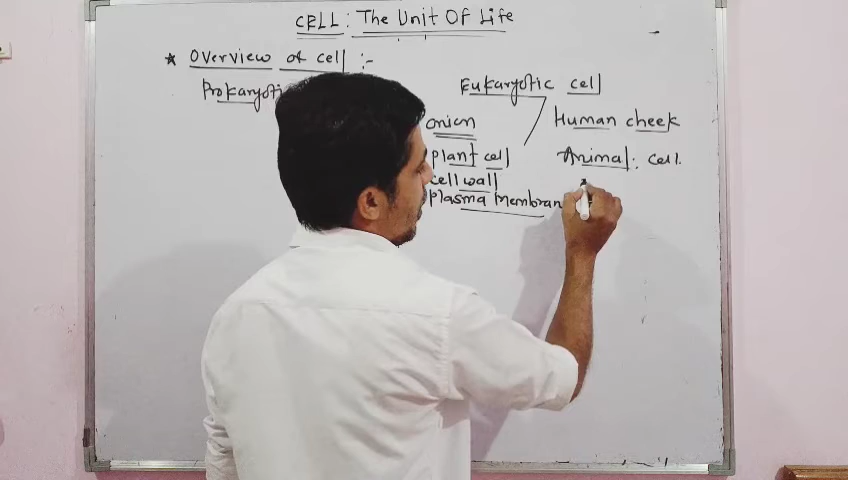 CELL: The Unit Of Life
* Overview of cell :-
Prokaryoti
Eukaryotic cell
onion
Human cheek
plant cell
Animal. cell.
cell wall
plasma membran